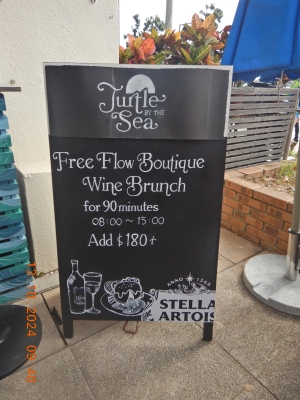 Turtle
BY THE
Sea
Free Flow Boutique
Wine Brunch
for 90 minutes
08:00 ~ 15:00
Add $180+
ANNO 1366
STELLA
ARTOIS